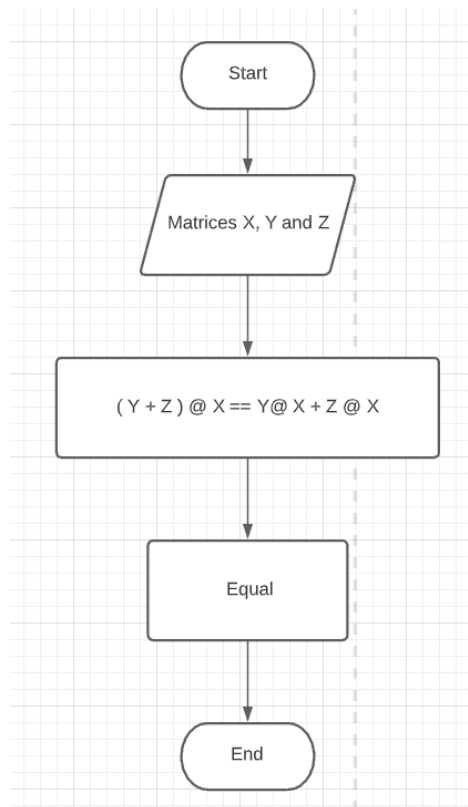 Start
Matrices X, Y and Z
( Y + Z ) @ X == Y@ X + Z @ X
Equal
End